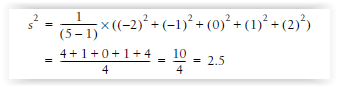 s² = 1/(5 − 1) × ((−2)² + (−1)² + (0)² + (1)² + (2)²)
= (4 + 1 + 0 + 1 + 4)/4 = 10/4 = 2.5